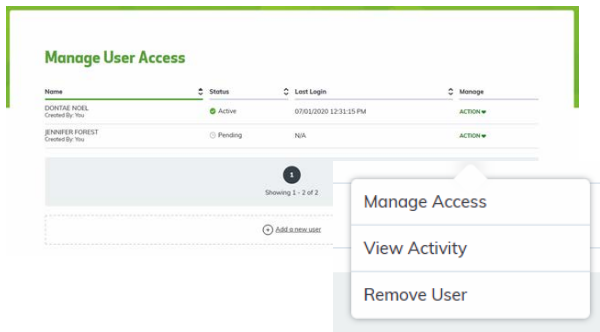 Manage User Access
Name Status Last Login Manage
DONTAE NOEL Active 07/01/2020 12:31:15 PM ACTION
Created By: You
JENNIFER FOREST Pending N/A ACTION
Created By: You
1
Showing 1 - 2 of 2
Add a new user
Manage Access
View Activity
Remove User